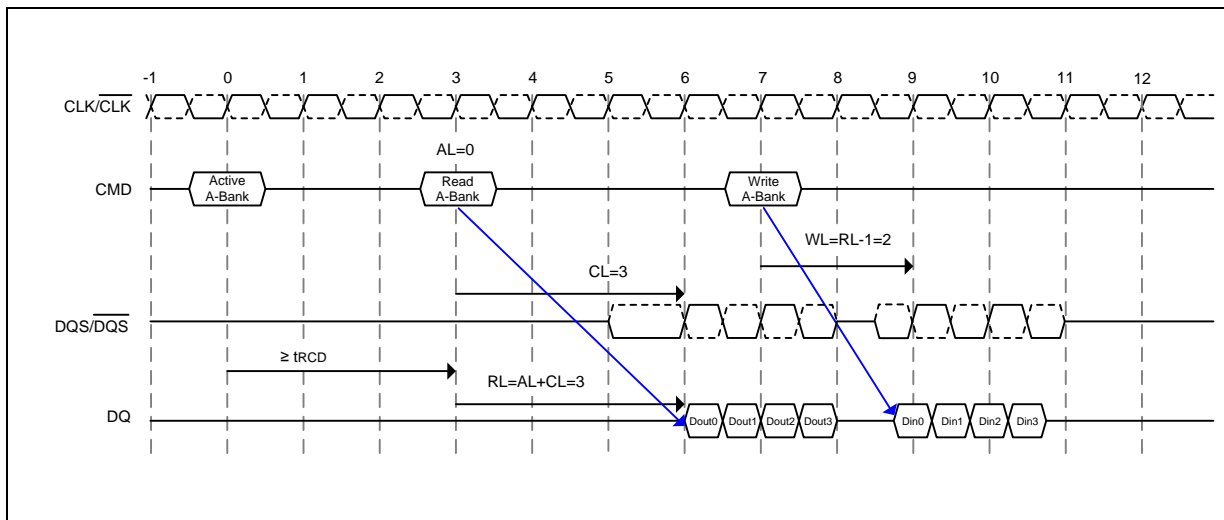 -1 0 1 2 3 4 5 6 7 8 9 10 11 12
CLK/CLK
AL=0
CMD
Active
A-Bank
Read
A-Bank
Write
A-Bank
WL=RL-1=2
CL=3
DQS/DQS
≥ tRCD
RL=AL+CL=3
DQ
Dout0 Dout1 Dout2 Dout3 Din0 Din1 Din2 Din3